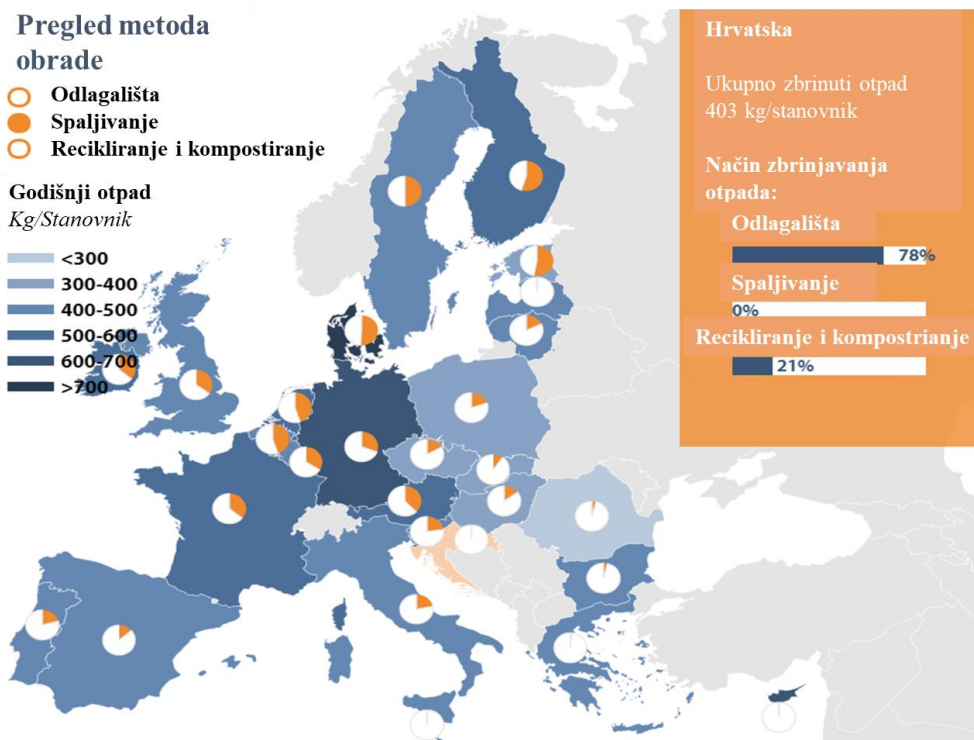 Pregled metoda
obrade
Odlagališta
Spaljivanje
Recikliranje i kompostiranje
Godišnji otpad
Kg/Stanovnik
<300
300-400
400-500
500-600
600-700
>700
Hrvatska
Ukupno zbrinuti otpad
403 kg/stanovnik
Način zbrinjavanja
otpada:
Odlagališta
78%
Spaljivanje
0%
Recikliranje i kompostrianje
21%